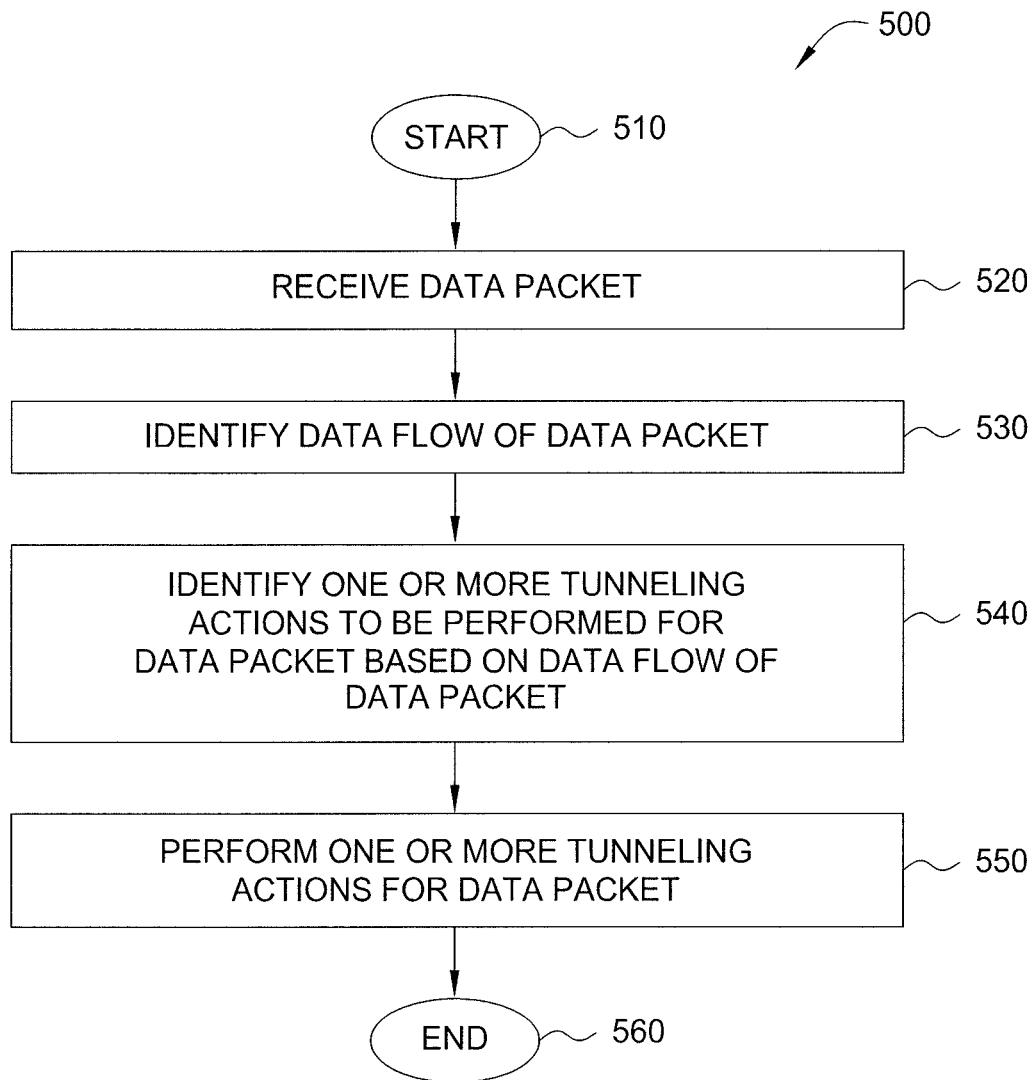 500
START
510
RECEIVE DATA PACKET
520
IDENTIFY DATA FLOW OF DATA PACKET
530
IDENTIFY ONE OR MORE TUNNELING
ACTIONS TO BE PERFORMED FOR
DATA PACKET BASED ON DATA FLOW OF
DATA PACKET
540
PERFORM ONE OR MORE TUNNELING
ACTIONS FOR DATA PACKET
550
END
560